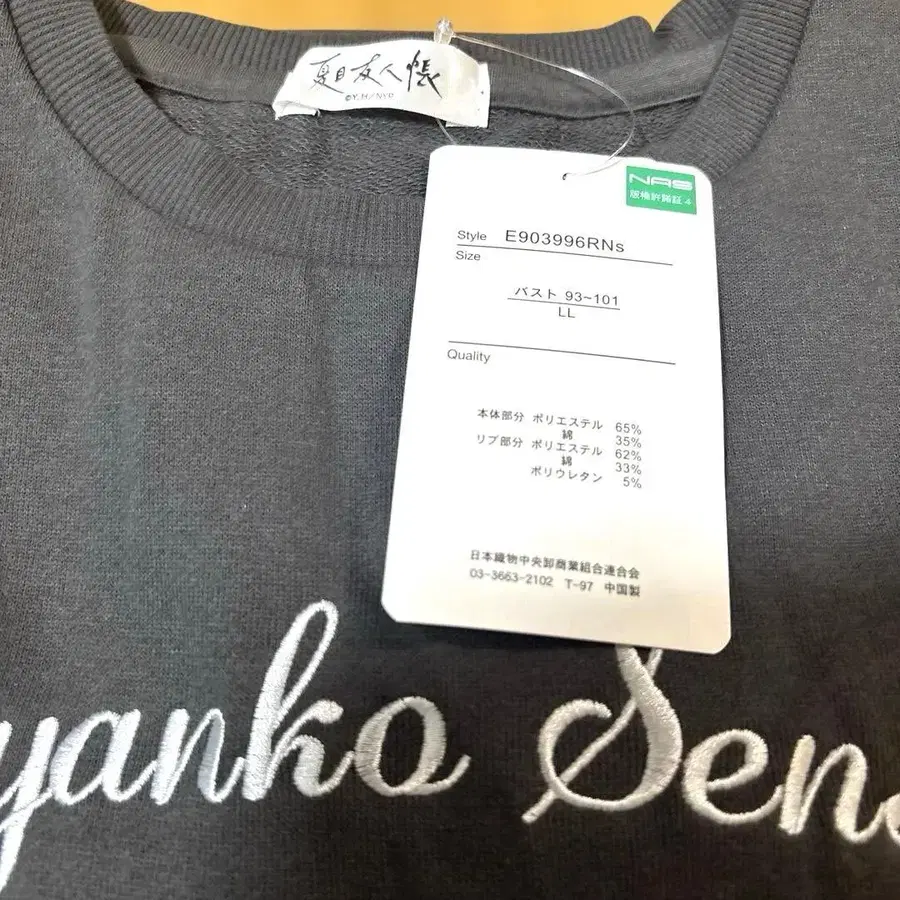 夏目友人帳
©Y.M/NYP
NAS
版権許諾証 4
Style E903996RNs
Size
バスト 93~101
LL
Quality
本体部分 ポリエステル 65%
綿 35%
リブ部分 ポリエステル 62%
綿 33%
ポリウレタン 5%
日本織物中央卸商業組合連合会
03-3663-2102 T-97 中国製
yanko Sen